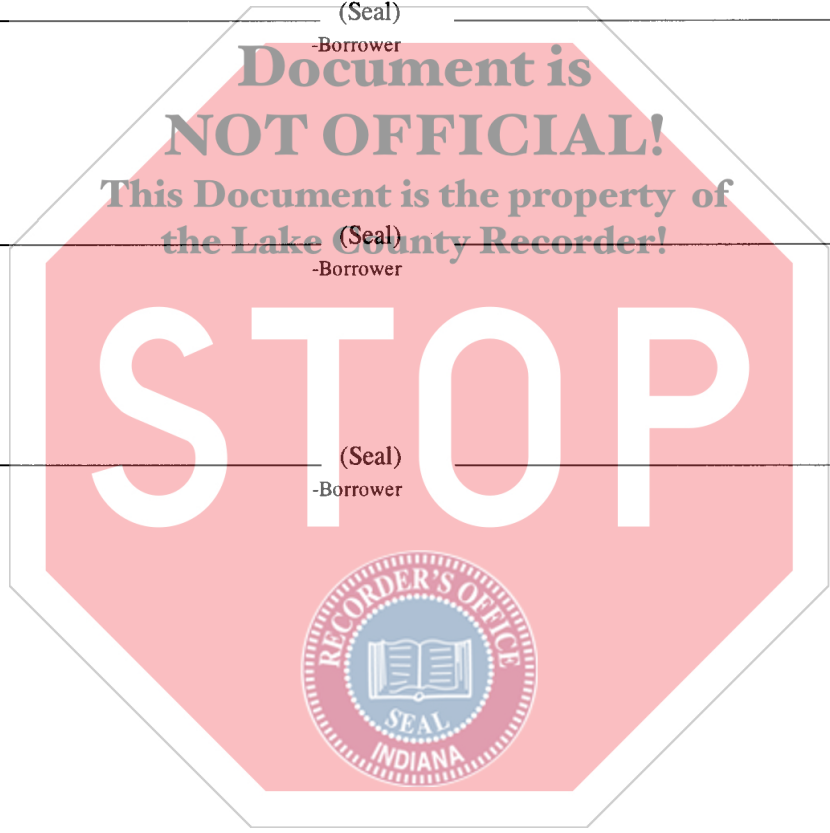 (Seal)
-Borrower
Document is
NOT OFFICIAL!
This Document is the property of
the Lake County Recorder!
(Seal)
-Borrower
STOP
(Seal)
-Borrower
RECORDER'S OFFICE
SEAL
INDIANA